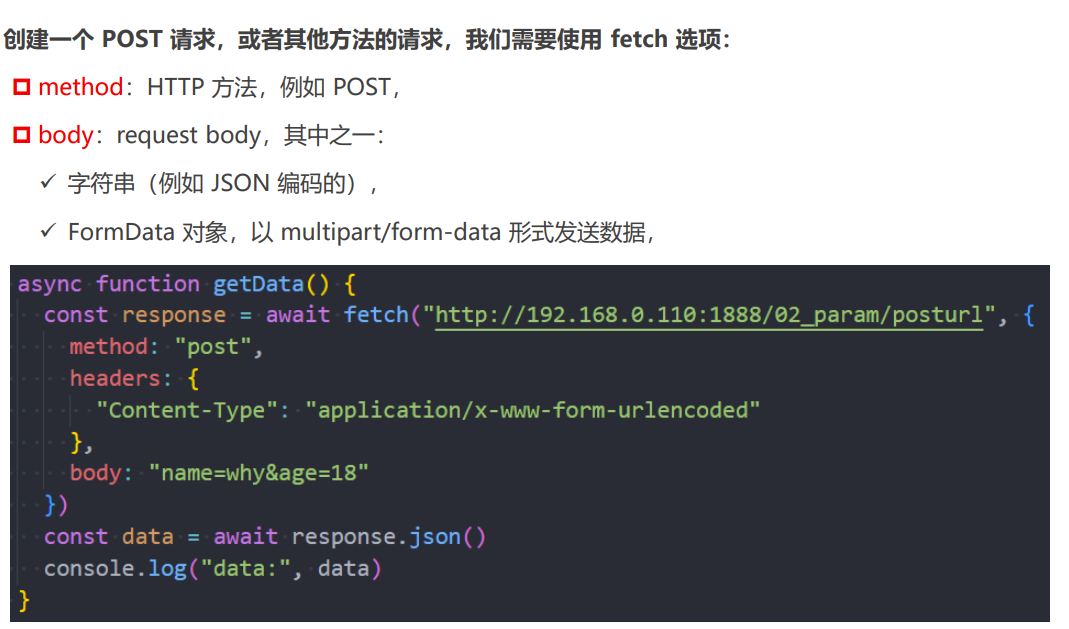 创建一个 POST 请求，或者其他方法的请求，我们需要使用 fetch 选项：
method：HTTP 方法，例如 POST，
body：request body，其中之一：
✓ 字符串（例如 JSON 编码的），
✓ FormData 对象，以 multipart/form-data 形式发送数据，
async function getData() {
  const response = await fetch("http://192.168.0.110:1888/02_param/posturl", {
    method: "post",
    headers: {
      "Content-Type": "application/x-www-form-urlencoded"
    },
    body: "name=why&age=18"
  })
  const data = await response.json()
  console.log("data:", data)
}